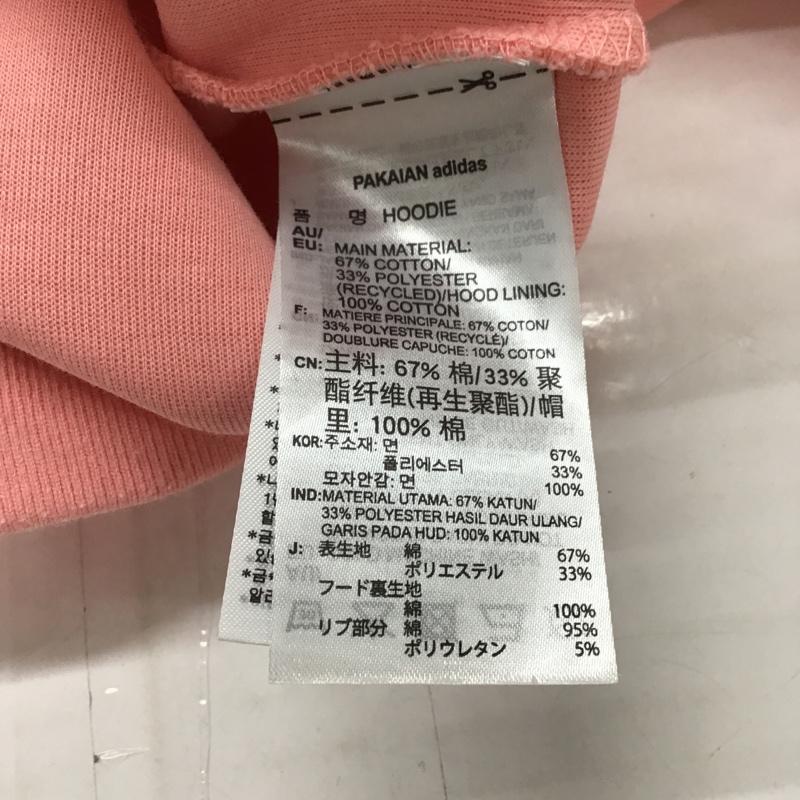 PAKAIAN adidas
품 명 HOODIE
AU/
EU: MAIN MATERIAL:
67% COTTON/
33% POLYESTER
(RECYCLED)/HOOD LINING:
100% COTTON
F: MATIERE PRINCIPALE: 67% COTON/
33% POLYESTER (RECYCLÉ)/
DOUBLURE CAPUCHE: 100% COTON
CN: 主料: 67% 棉/33% 聚
酯纤维(再生聚酯)/帽
里: 100% 棉
KOR: 주소재: 면 67%
폴리에스터 33%
모자안감: 면 100%
IND: MATERIAL UTAMA: 67% KATUN/
33% POLYESTER HASIL DAUR ULANG/
GARIS PADA HUD: 100% KATUN
J: 表生地 綿 67%
ポリエステル 33%
フード裏生地
綿 100%
リブ部分 綿 95%
ポリウレタン 5%